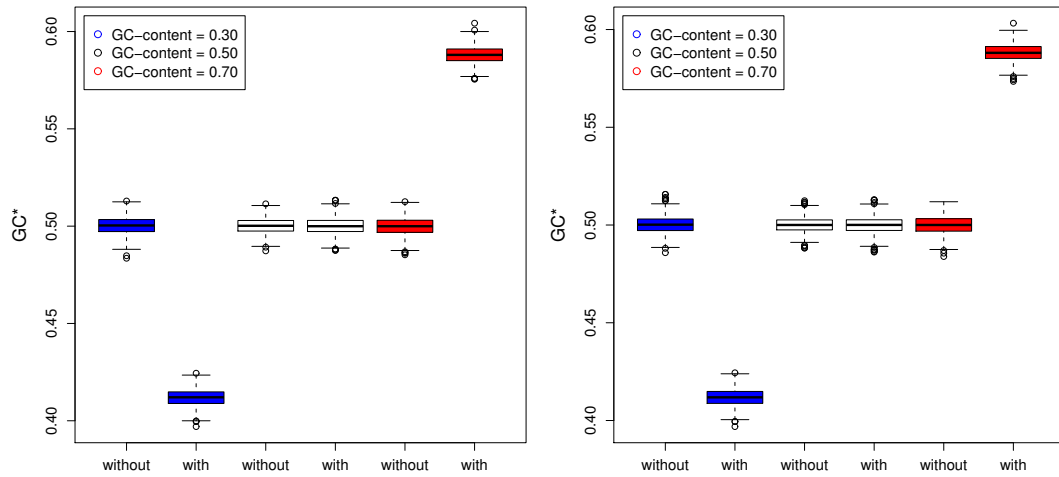 GC-content = 0.30
GC-content = 0.50
GC-content = 0.70
GC*
0.60
0.55
0.50
0.45
0.40
without with without with without with
GC-content = 0.30
GC-content = 0.50
GC-content = 0.70
GC*
0.60
0.55
0.50
0.45
0.40
without with without with without with